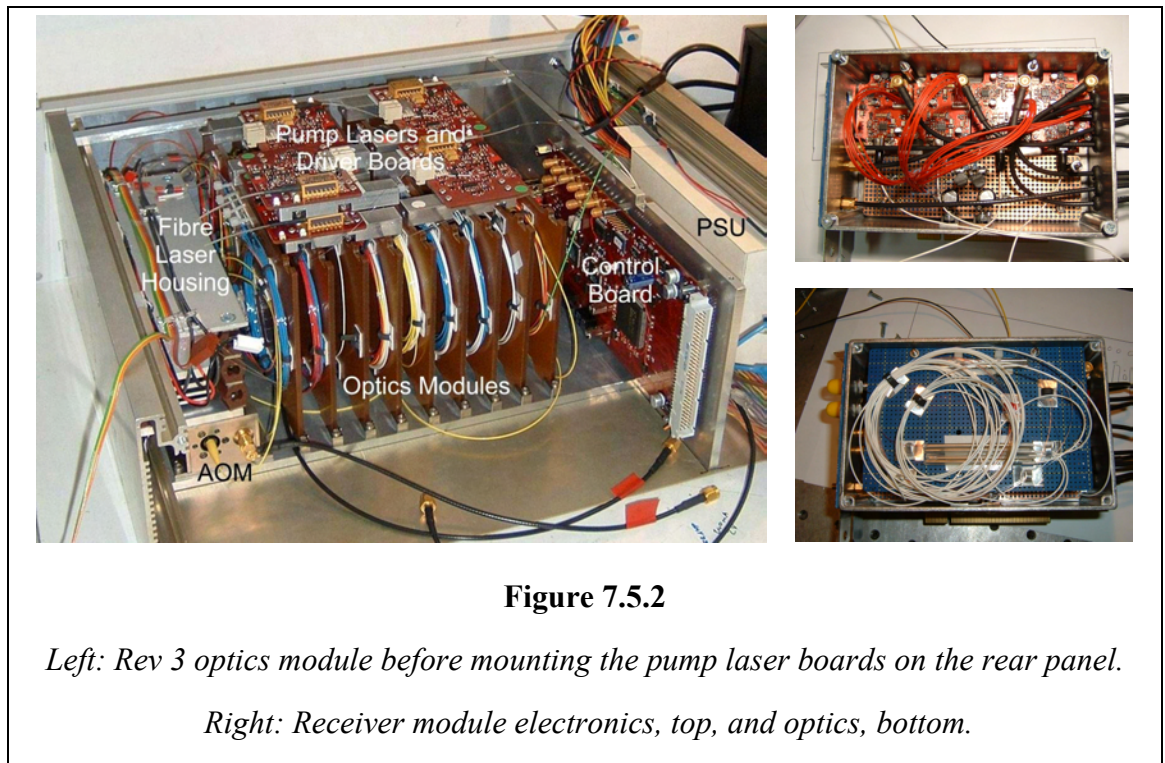 Pump Lasers and
Driver Boards
Fibre
Laser
Housing
PSU
Control
Board
Optics Modules
AOM
Figure 7.5.2
Left: Rev 3 optics module before mounting the pump laser boards on the rear panel.
Right: Receiver module electronics, top, and optics, bottom.